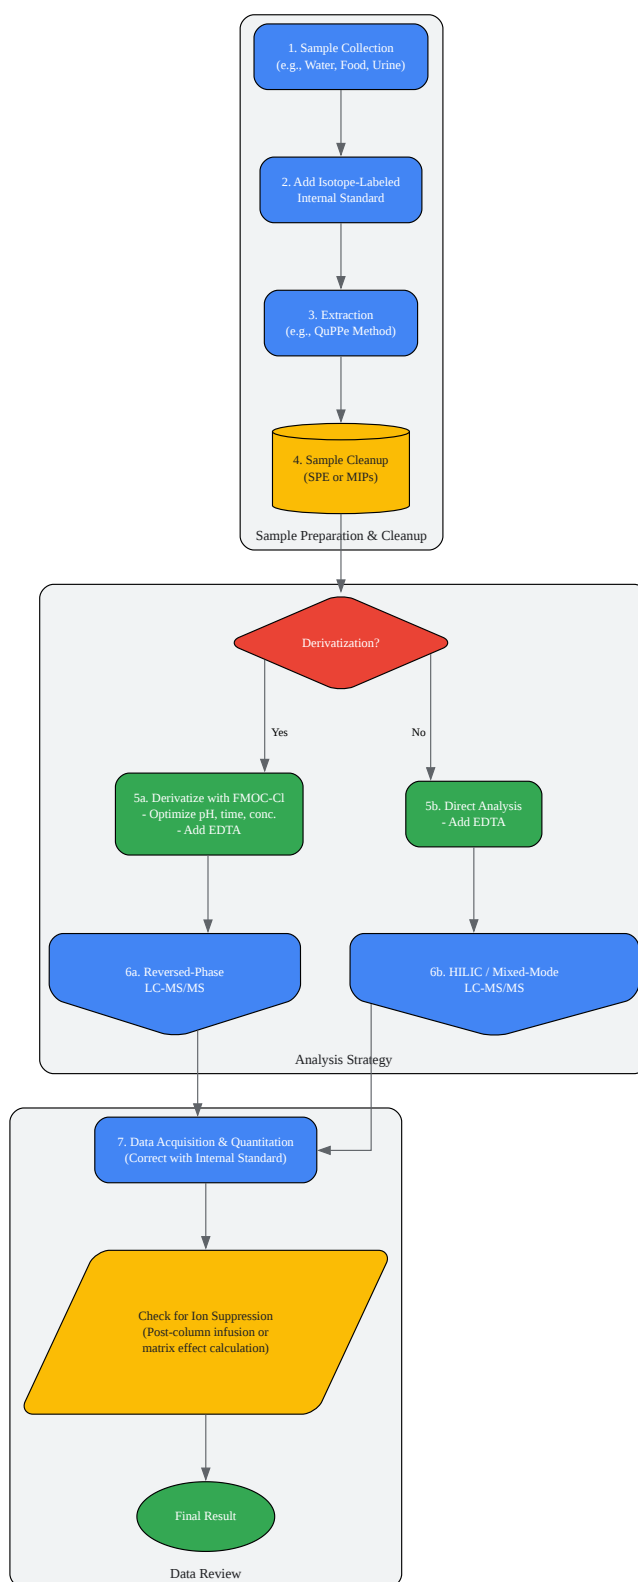 1. Sample Collection
(e.g., Water, Food, Urine)
2. Add Isotope-Labeled
Internal Standard
3. Extraction
(e.g., QuPPe Method)
4. Sample Cleanup
(SPE or MIPs)
Sample Preparation & Cleanup
Derivatization?
Yes
No
5a. Derivatize with FMOC-Cl
- Optimize pH, time, conc.
- Add EDTA
5b. Direct Analysis
- Add EDTA
6a. Reversed-Phase
LC-MS/MS
6b. HILIC / Mixed-Mode
LC-MS/MS
Analysis Strategy
7. Data Acquisition & Quantitation
(Correct with Internal Standard)
Check for Ion Suppression
(Post-column infusion or
matrix effect calculation)
Final Result
Data Review